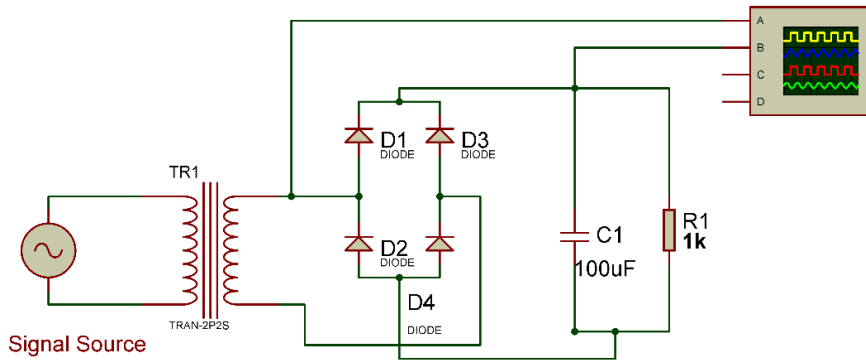 A
B
C
D
TR1
TRAN-2P2S
Signal Source
D1
DIODE
D3
DIODE
D2
DIODE
D4
DIODE
C1
100uF
R1
1k